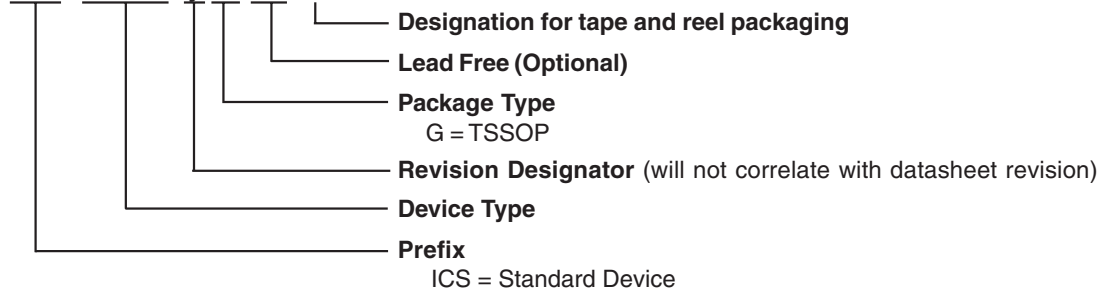 Designation for tape and reel packaging
Lead Free (Optional)
Package Type
G = TSSOP
Revision Designator (will not correlate with datasheet revision)
Device Type
Prefix
ICS = Standard Device